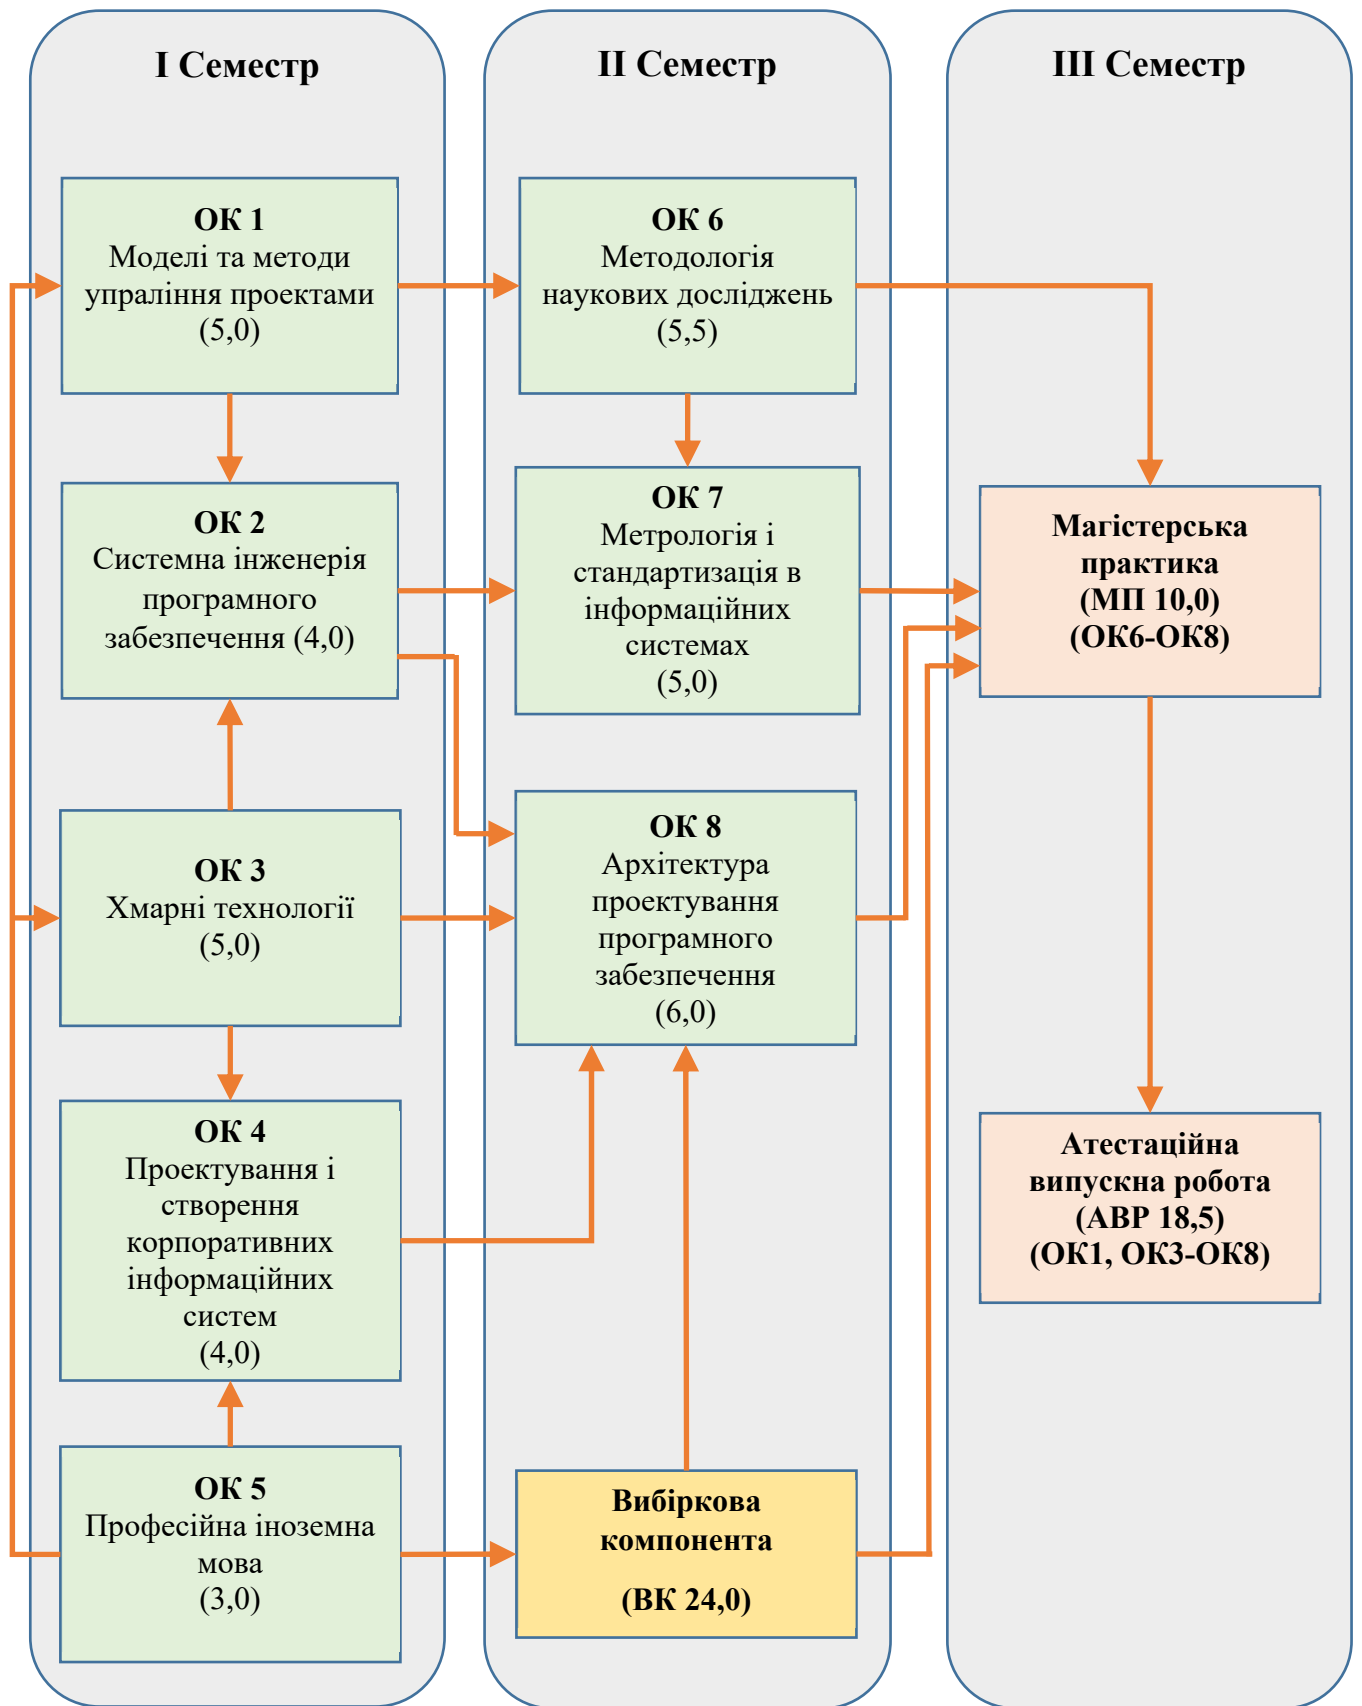 I Семестр
ОК 1
Моделі та методи
упраління проектами
(5,0)
ОК 2
Системна інженерія
програмного
забезпечення (4,0)
ОК 3
Хмарні технології
(5,0)
ОК 4
Проектування і
створення
корпоративних
інформаційних
систем
(4,0)
ОК 5
Професійна іноземна
мова
(3,0)
II Семестр
ОК 6
Методологія
наукових досліджень
(5,5)
ОК 7
Метрологія і
стандартизація в
інформаційних
системах
(5,0)
ОК 8
Архітектура
проектування
програмного
забезпечення
(6,0)
Вибіркова
компонента
(ВК 24,0)
III Семестр
Магістерська
практика
(МП 10,0)
(ОК6-ОК8)
Атестаційна
випускна робота
(АВР 18,5)
(ОК1, ОК3-ОК8)